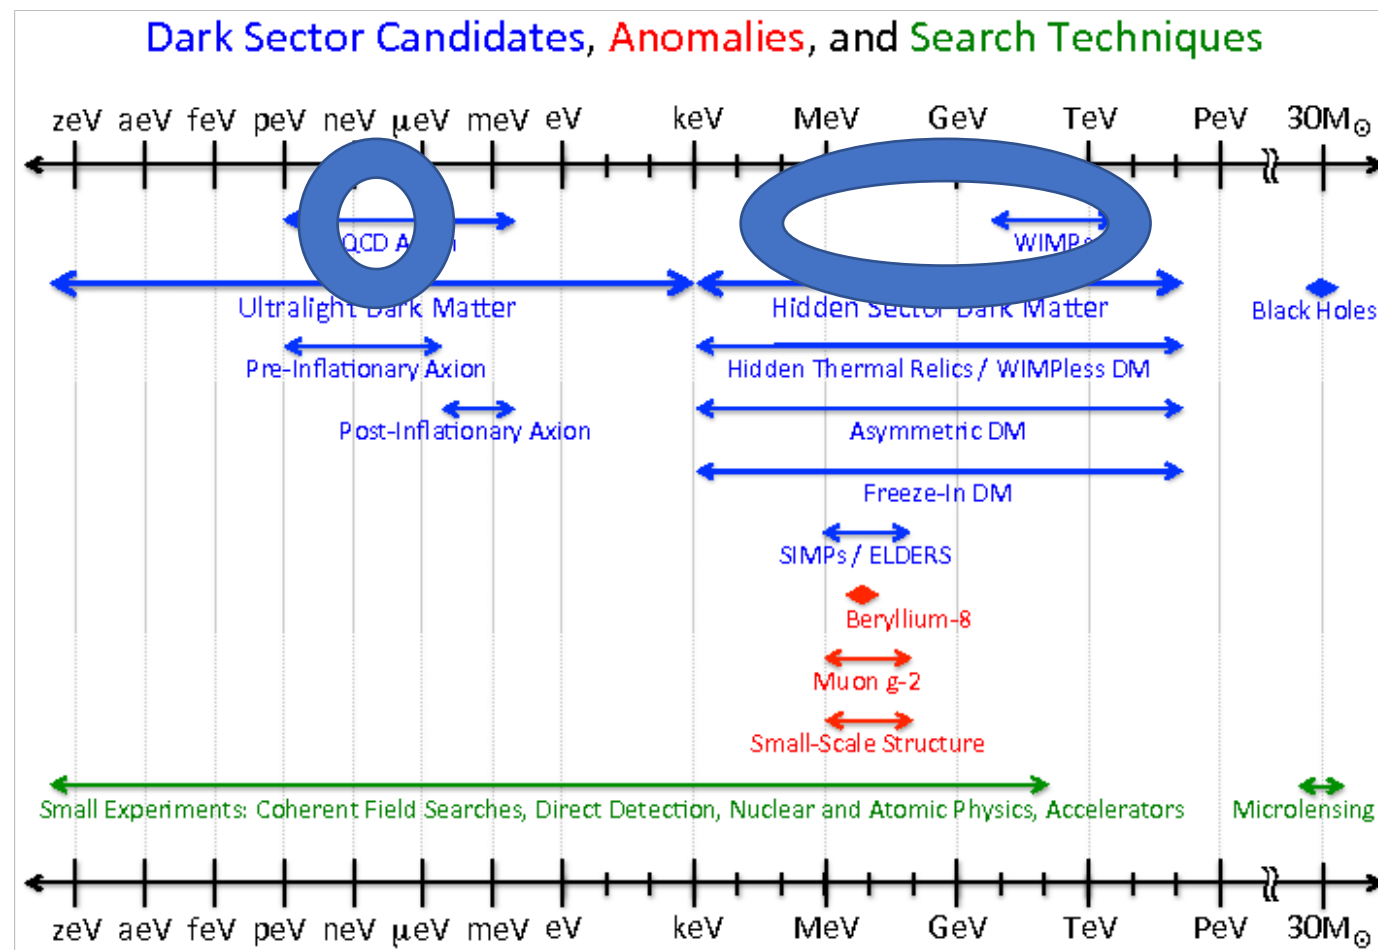 Dark Sector Candidates, Anomalies, and Search Techniques
zeV aeV feV peV neV μeV meV eV keV MeV GeV TeV PeV 30M☉
QCD A n WIMPs
Ultralight Dark Matter Hidden Sector Dark Matter Black Holes
Pre-Inflationary Axion Hidden Thermal Relics / WIMPless DM
Post-Inflationary Axion Asymmetric DM
Freeze-In DM
SIMPs / ELDERS
Beryllium-8
Muon g-2
Small-Scale Structure
Small Experiments: Coherent Field Searches, Direct Detection, Nuclear and Atomic Physics, Accelerators Microlensing
zeV aeV feV peV neV μeV meV eV keV MeV GeV TeV PeV 30M☉